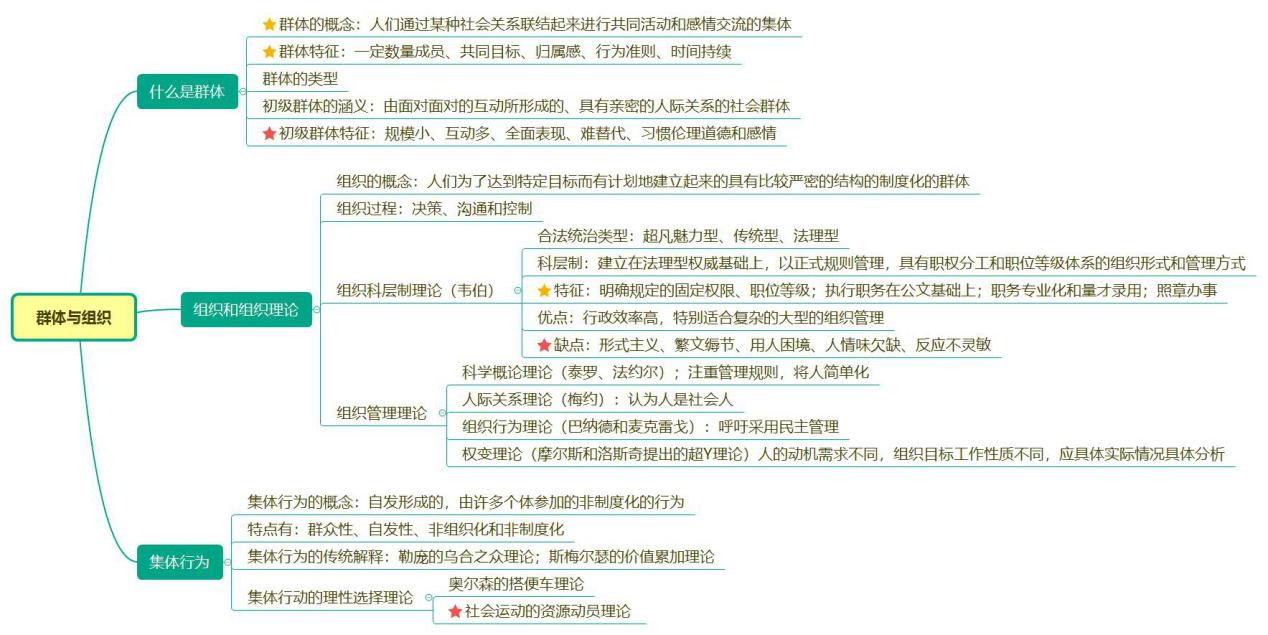 群体的概念：人们通过某种社会关系联结起来进行共同活动和感情交流的集体
群体特征：一定数量成员、共同目标、归属感、行为准则、时间持续
什么是群体
群体的类型
初级群体的涵义：由面对面对的互动所形成的、具有亲密的人际关系的社会群体
初级群体特征：规模小、互动多、全面表现、难替代、习惯伦理道德和感情
群体与组织
组织和组织理论
组织的概念：人们为了达到特定目标而有计划地建立起来的具有比较严密的结构的制度化的群体
组织过程：决策、沟通和控制
组织科层制理论（韦伯）
合法统治类型：超凡魅力型、传统型、法理型
科层制：建立在法理型权威基础上，以正式规则管理，具有职权分工和职位等级体系的组织形式和管理方式
特征：明确规定的固定权限、职位等级；执行职务在公文基础上；职务专业化和量才录用；照章办事
优点：行政效率高，特别适合复杂的大型的组织管理
缺点：形式主义、繁文缛节、用人困境、人情味欠缺、反应不灵敏
组织管理理论
科学概论理论（泰罗、法约尔）；注重管理规则，将人简单化
人际关系理论（梅约）：认为人是社会人
组织行为理论（巴纳德和麦克雷戈）：呼吁采用民主管理
权变理论（摩尔斯和洛斯奇提出的超Y理论）人的动机需求不同，组织目标工作性质不同，应具体实际情况具体分析
集体行为
集体行为的概念：自发形成的，由许多个体参加的非制度化的行为
特点有：群众性、自发性、非组织化和非制度化
集体行为的传统解释：勒庞的乌合之众理论；斯梅尔瑟的价值累加理论
集体行动的理性选择理论
奥尔森的搭便车理论
社会运动的资源动员理论